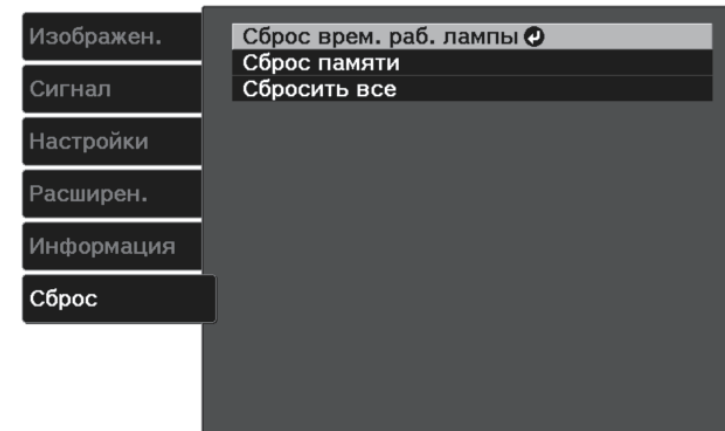 Изображен.
Сигнал
Настройки
Расширен.
Информация
Сброс
Сброс врем. раб. лампы
Сброс памяти
Сбросить все